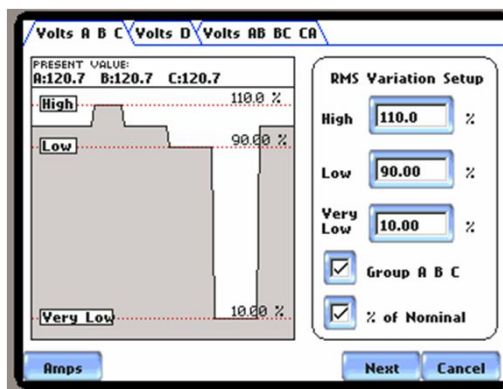 Volts A B C Volts D Volts AB BC CA
PRESENT VALUE:
A:120.7 B:120.7 C:120.7
High 110.0 %
Low 90.00 %
Very Low 10.00 %
RMS Variation Setup
High 110.0 %
Low 90.00 %
Very Low 10.00 %
Group A B C
% of Nominal
Amps Next Cancel